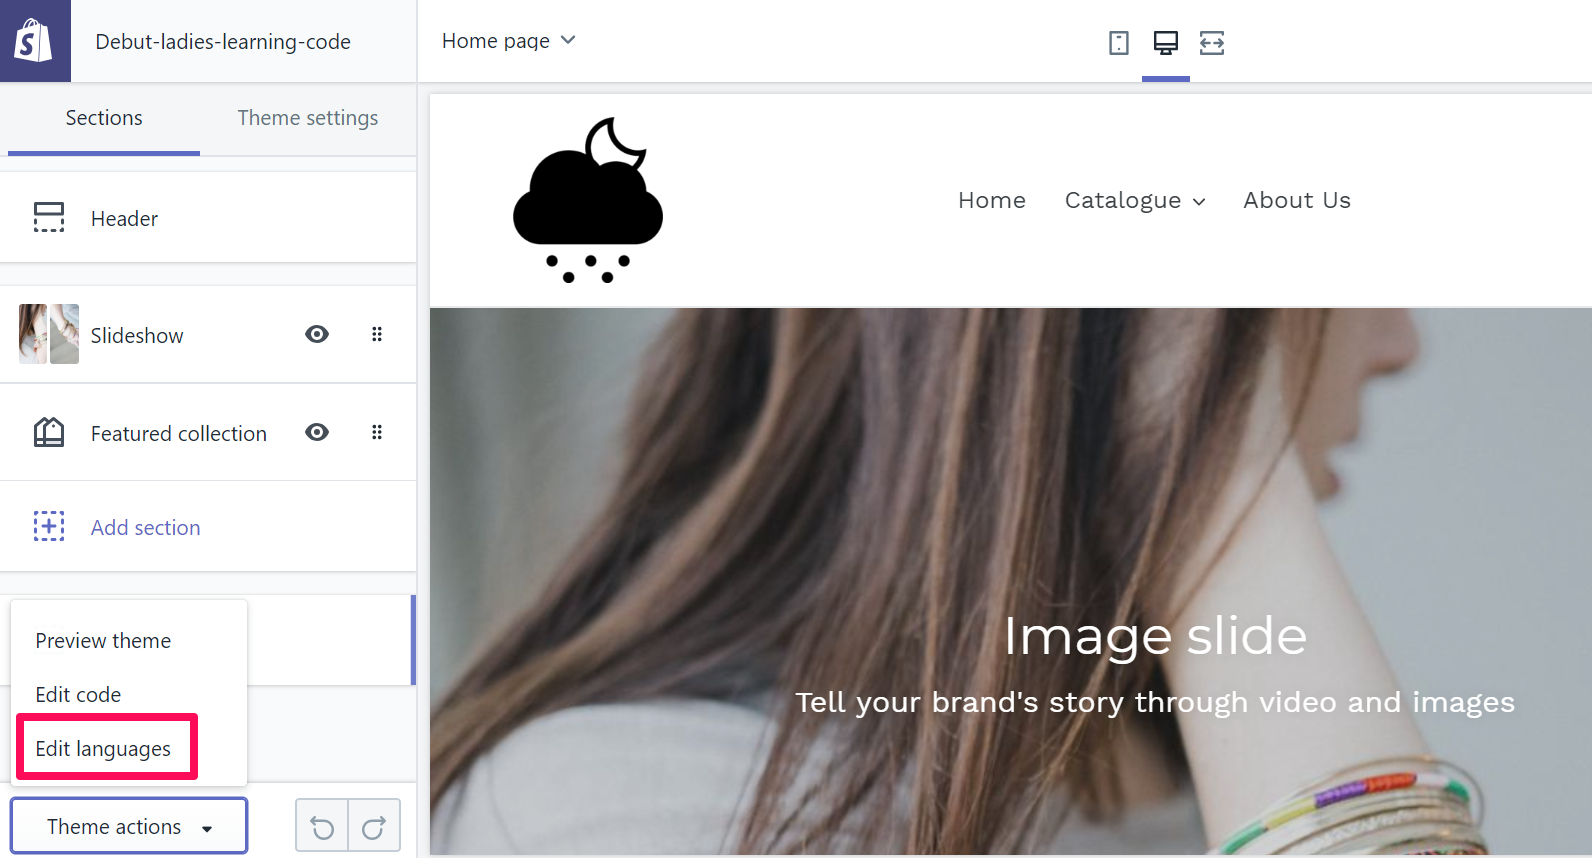 Debut-ladies-learning-code
Home page
Sections
Theme settings
Header
Slideshow
Featured collection
Add section
Preview theme
Edit code
Edit languages
Theme actions
Home
Catalogue
About Us
Image slide
Tell your brand's story through video and images